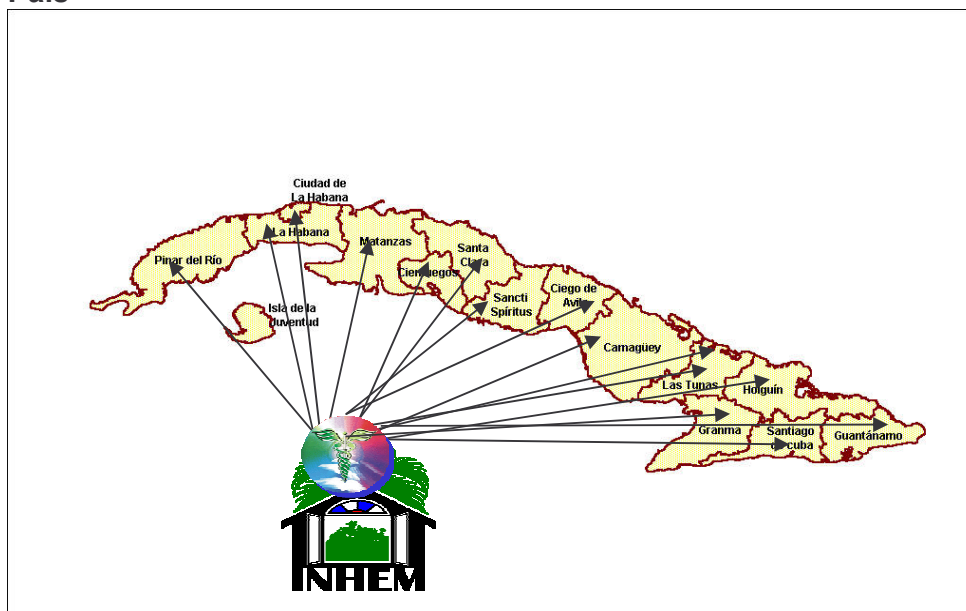 Ciudad de
La Habana
La Habana
Matanzas
Pinar del Río
Santa
Clara
Cienfuegos
Isla de la
Juventud
Sancti
Spíritus
Ciego de
Avila
Camagüey
Las Tunas
Holguín
Granma
Santiago
de cuba
Guantánamo
INHEM